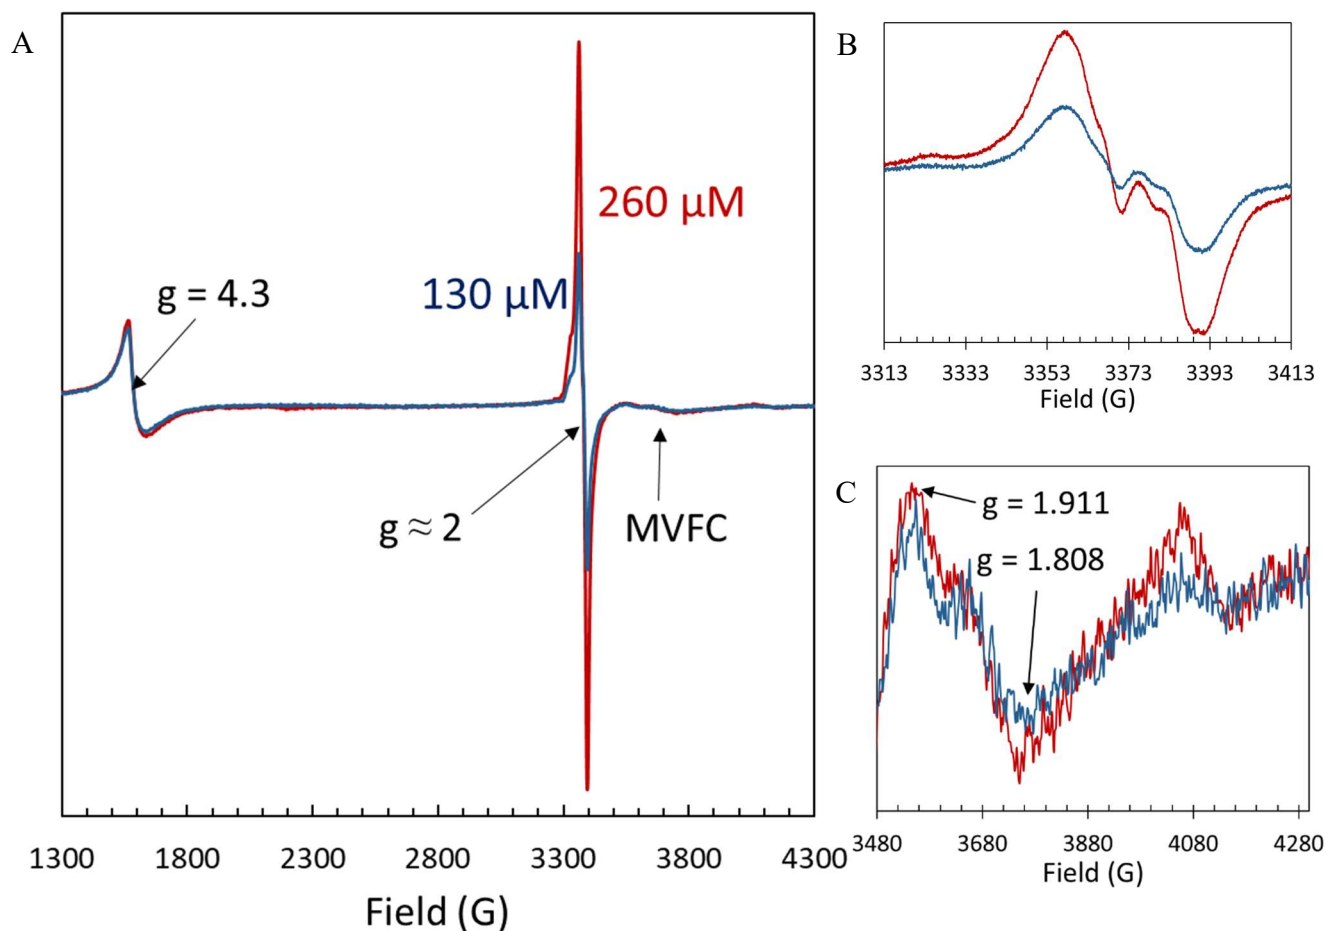 A
g = 4.3
260 µM
130 µM
g ≈ 2
MVFC
1300 1800 2300 2800 3300 3800 4300
Field (G)
B
3313 3333 3353 3373 3393 3413
Field (G)
C
g = 1.911
g = 1.808
3480 3680 3880 4080 4280
Field (G)